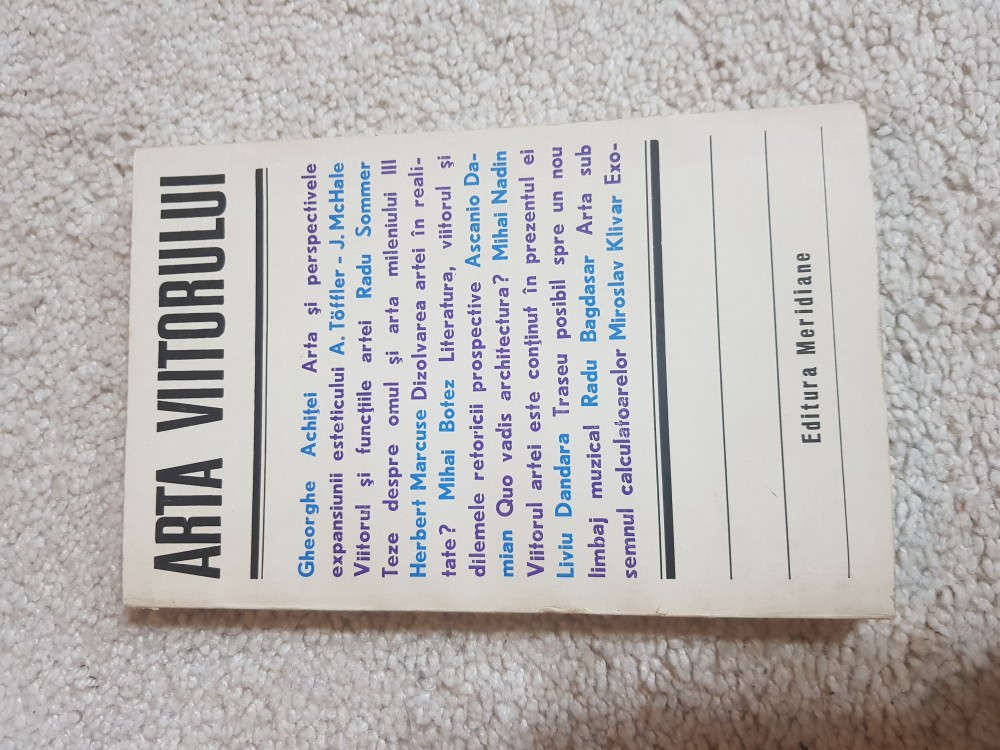 ARTA VIITORULUI
Gheorghe Achiței Arta și perspectivele
expansiunii esteticului A. Töffler - J. McHale
Viitorul și funcțiile artei Radu Sommer
Teze despre omul și arta mileniului III
Herbert Marcuse Dizolvarea artei în reali-
tate? Mihai Botez Literatura, viitorul și
dilemele retoricii prospective Ascanio Da-
mian Quo vadis architectura? Mihai Nadin
Viitorul artei este conținut în prezentul ei
Liviu Dandara Traseu posibil spre un nou
limbaj muzical Radu Bagdasar Arta sub
semnul calculatoarelor Miroslav Klivar Exo-
Editura Meridiane